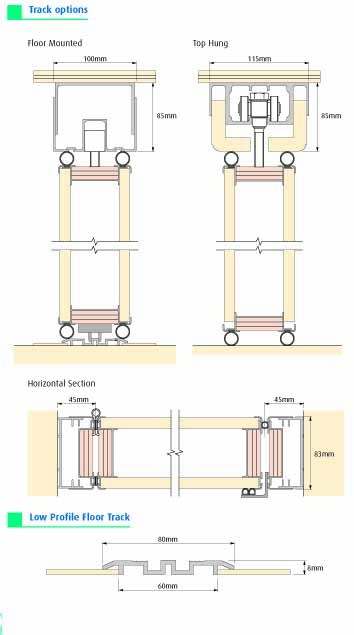 Track options
Floor Mounted
Top Hung
100mm
115mm
85mm
85mm
Horizontal Section
45mm
45mm
83mm
Low Profile Floor Track
80mm
8mm
60mm